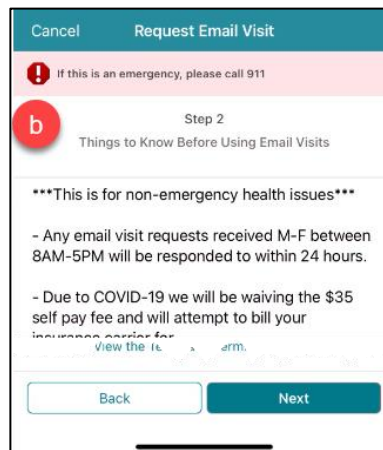 Cancel Request Email Visit
If this is an emergency, please call 911
b
Step 2
Things to Know Before Using Email Visits
***This is for non-emergency health issues***
- Any email visit requests received M-F between
8AM-5PM will be responded to within 24 hours.
- Due to COVID-19 we will be waiving the $35
self pay fee and will attempt to bill your
insurance carrier for
View the
Back Next